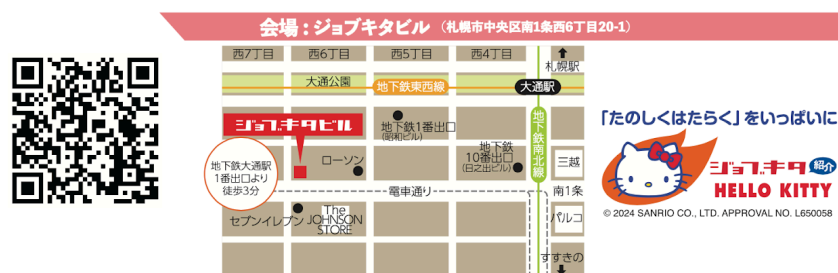 会場：ジョブキタビル（札幌市中央区南1条西6丁目20-1）
西7丁目
西6丁目
西5丁目
西4丁目
札幌駅
大通公園
地下鉄東西線
大通駅
ジョブキタビル
地下鉄1番出口
(昭和ビル)
地下鉄南北線
地下鉄大通駅
1番出口より
徒歩3分
ローソン
地下鉄
10番出口
(日之出ビル)
三越
電車通り
南1条
セブンイレブン
The
JOHNSON
STORE
パルコ
すすきの
「たのしくはたらく」をいっぱいに
ジョブキタ紹介
HELLO KITTY
© 2024 SANRIO CO., LTD. APPROVAL NO. L650058